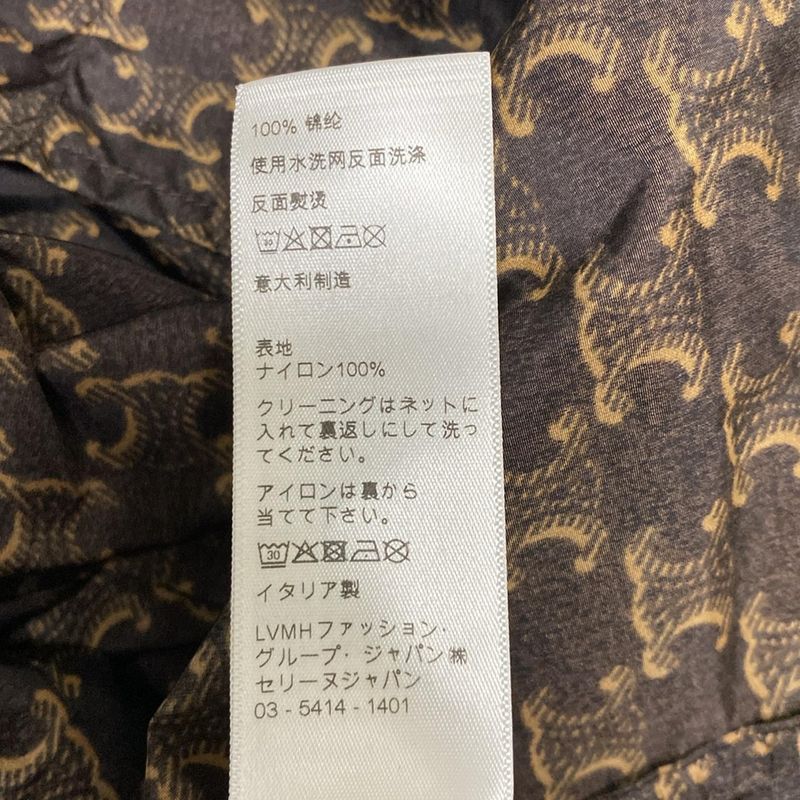 100% 锦纶
使用水洗网反面洗涤
反面熨烫
意大利制造
表地
ナイロン100%
クリーニングはネットに
入れて裏返しにして洗っ
てください。
アイロンは裏から
当てて下さい。
30
イタリア製
LVMHファッション・
グループ・ジャパン㈱
セリーヌジャパン
03 - 5414 - 1401